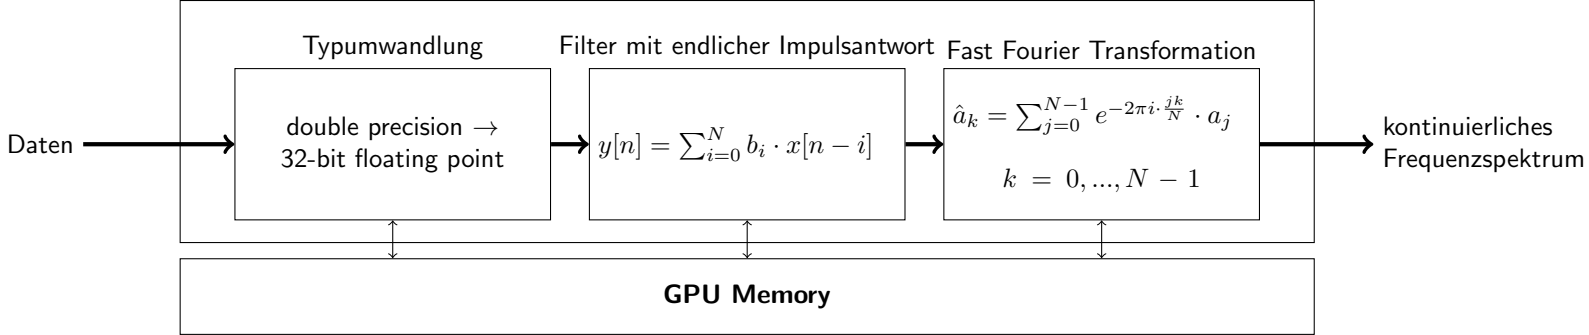 Typumwandlung
Filter mit endlicher Impulsantwort
Fast Fourier Transformation
Daten
double precision →
32-bit floating point
y[n] = ∑_{i=0}^{N} b_i · x[n − i]
â_k = ∑_{j=0}^{N−1} e^{−2πi·\frac{jk}{N}} · a_j
k = 0, ..., N − 1
kontinuierliches
Frequenzspektrum
GPU Memory